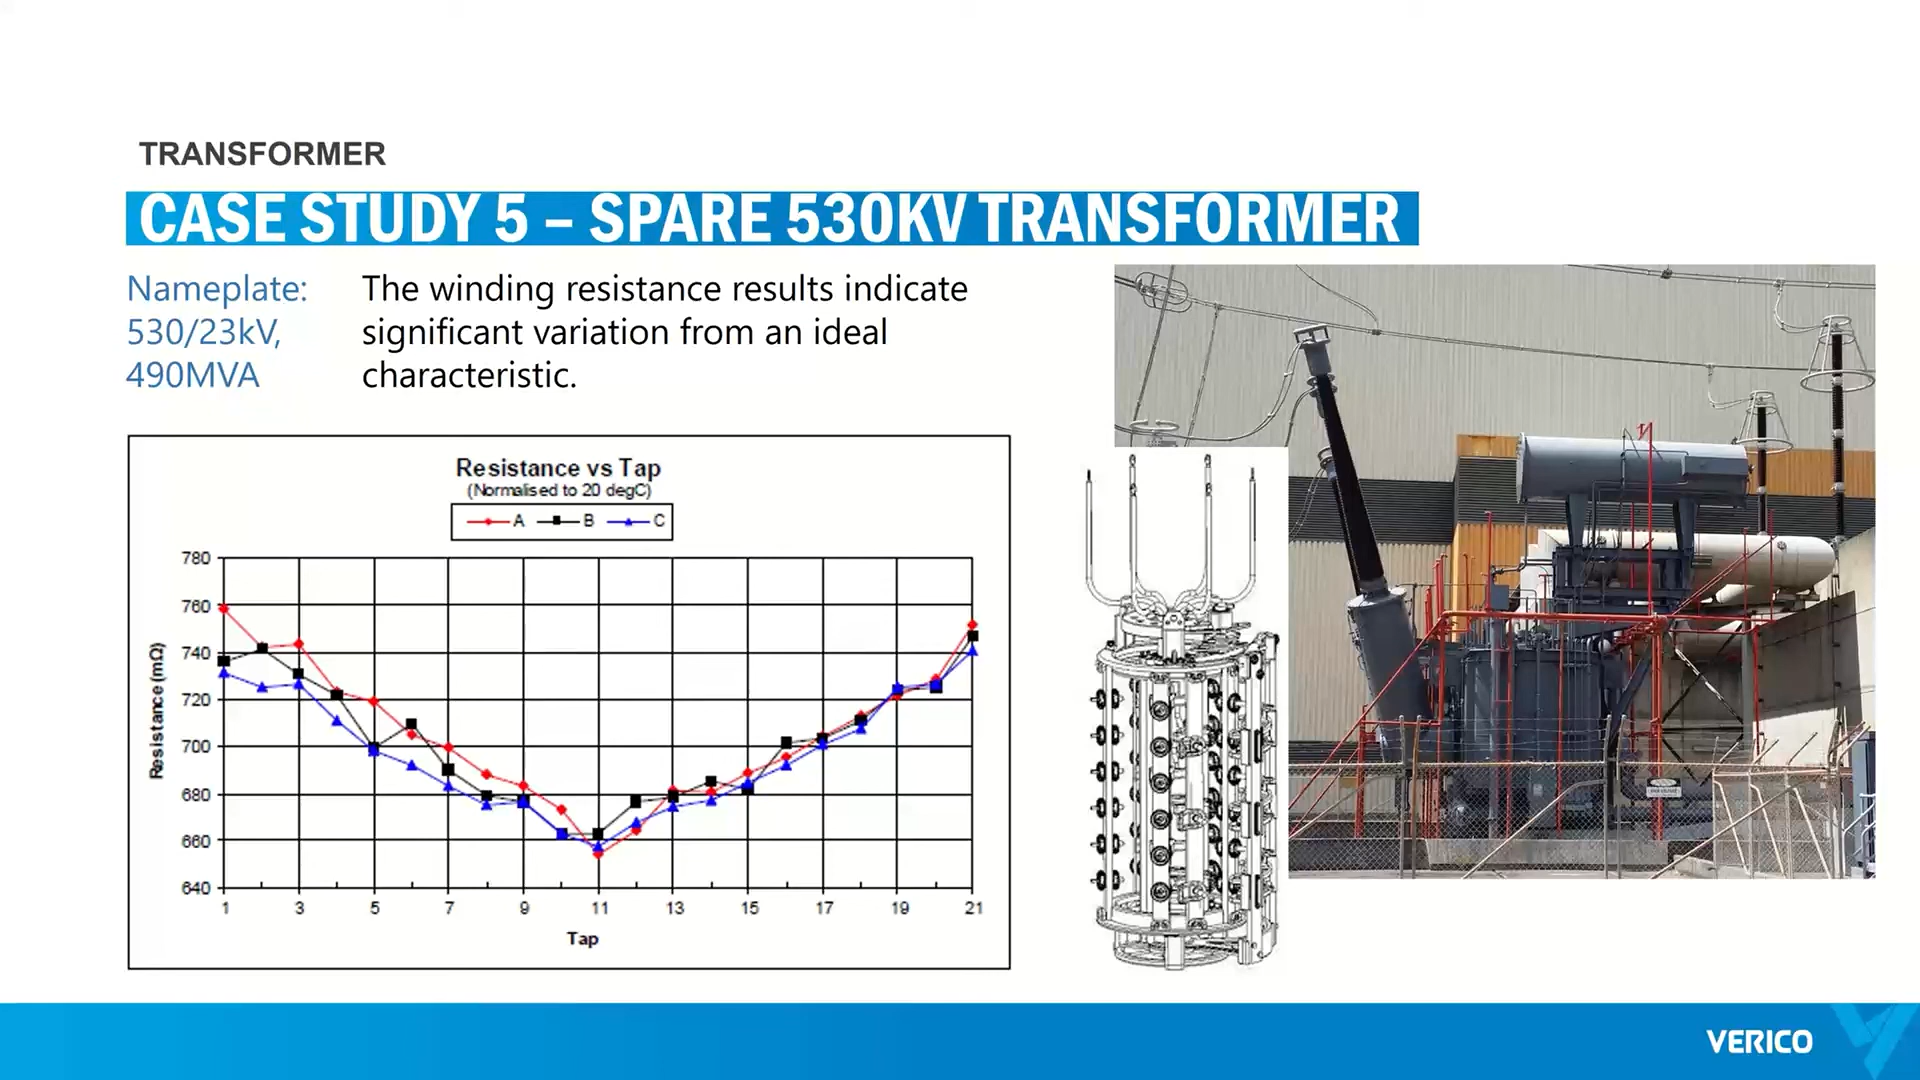 TRANSFORMER
CASE STUDY 5 – SPARE 530KV TRANSFORMER
Nameplate:
530/23kV,
490MVA
The winding resistance results indicate
significant variation from an ideal
characteristic.
Resistance vs Tap
(Normalised to 20 degC)
A B C
Resistance (mΩ)
780
760
740
720
700
680
660
640
1 3 5 7 9 11 13 15 17 19 21
Tap
VERICO